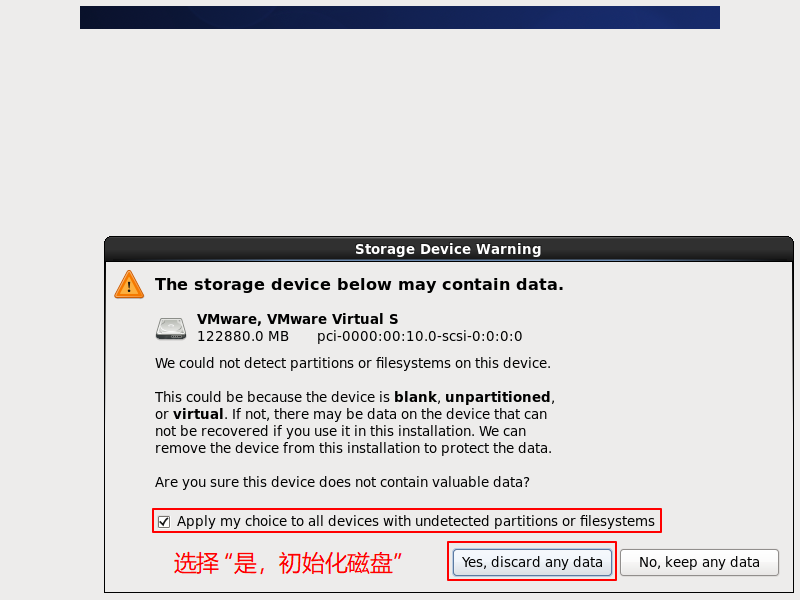 Storage Device Warning
The storage device below may contain data.
VMware, VMware Virtual S
122880.0 MB pci-0000:00:10.0-scsi-0:0:0:0
We could not detect partitions or filesystems on this device.
This could be because the device is blank, unpartitioned,
or virtual. If not, there may be data on the device that can
not be recovered if you use it in this installation. We can
remove the device from this installation to protect the data.
Are you sure this device does not contain valuable data?
Apply my choice to all devices with undetected partitions or filesystems
选择“是，初始化磁盘”
Yes, discard any data
No, keep any data